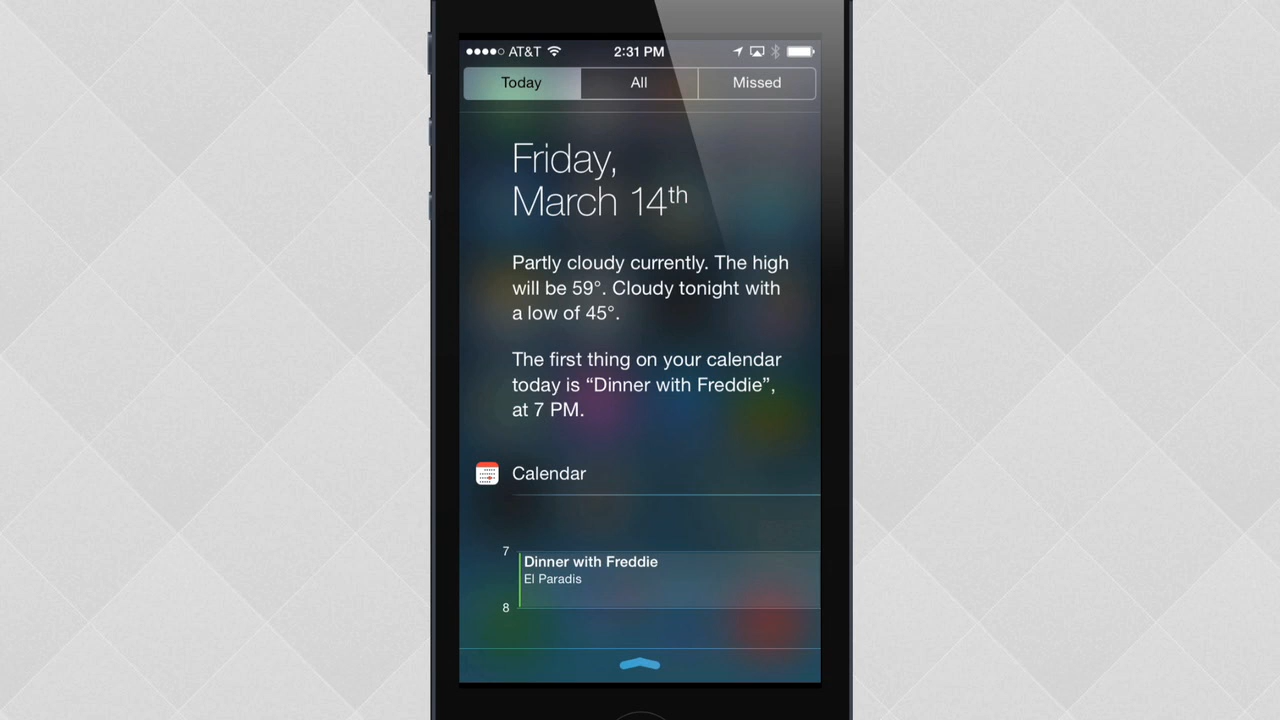 AT&T 2:31 PM
Today All Missed
Friday,
March 14th
Partly cloudy currently. The high
will be 59°. Cloudy tonight with
a low of 45°.
The first thing on your calendar
today is “Dinner with Freddie”,
at 7 PM.
Calendar
7
Dinner with Freddie
El Paradis
8